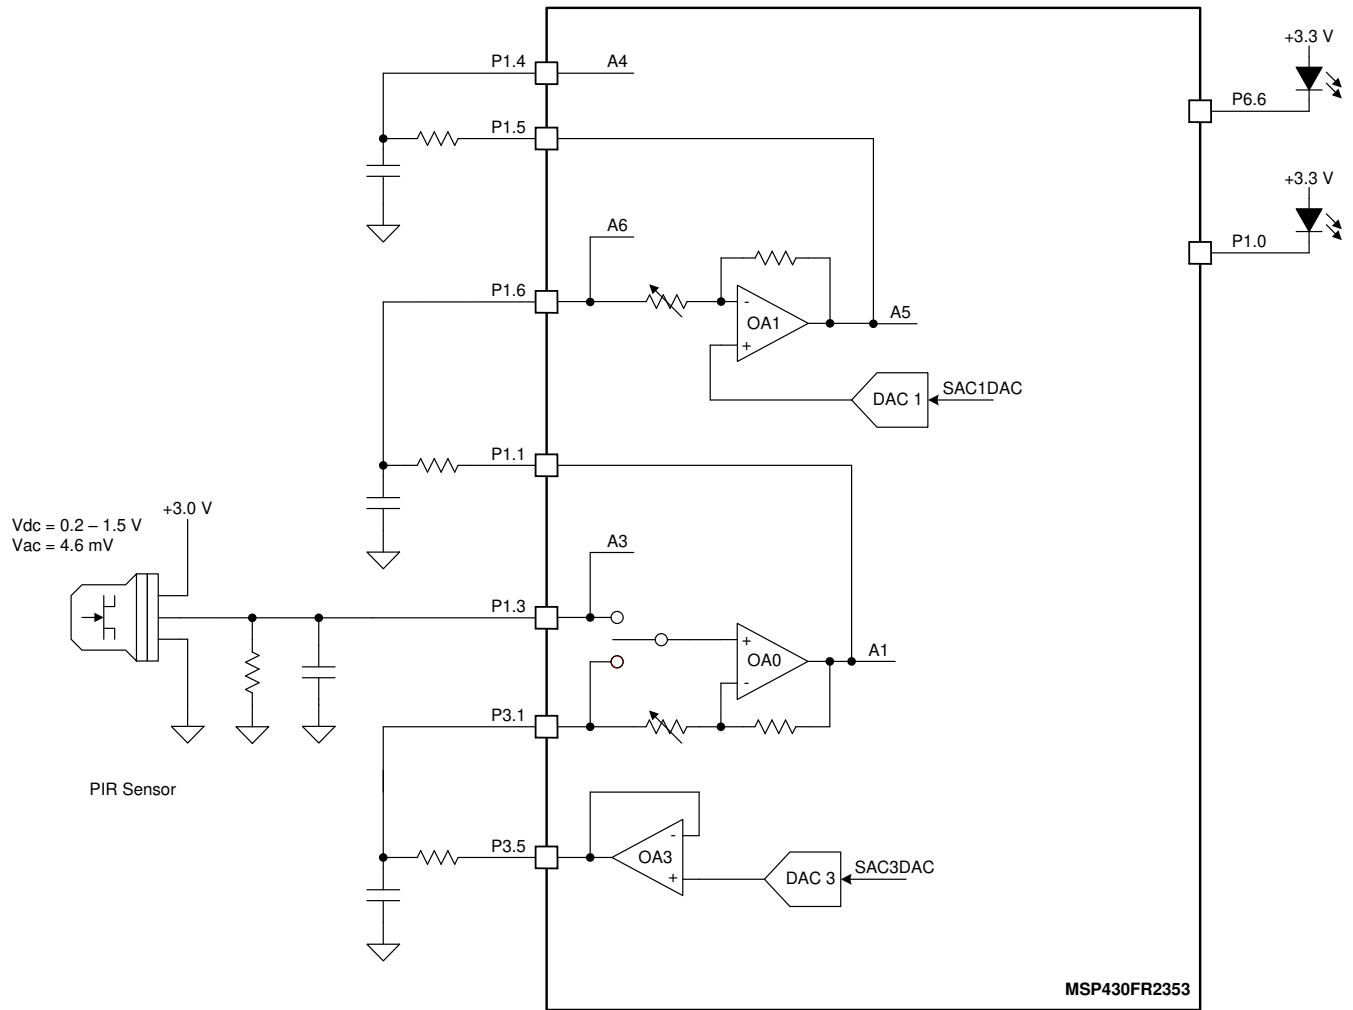 +3.3 V
P1.4
A4
P6.6
P1.5
+3.3 V
A6
P1.0
P1.6
-
OA1
+
A5
DAC 1
SAC1DAC
P1.1
+3.0 V
Vdc = 0.2 – 1.5 V
Vac = 4.6 mV
A3
P1.3
+
OA0
-
A1
P3.1
PIR Sensor
P3.5
-
OA3
+
DAC 3
SAC3DAC
MSP430FR2353